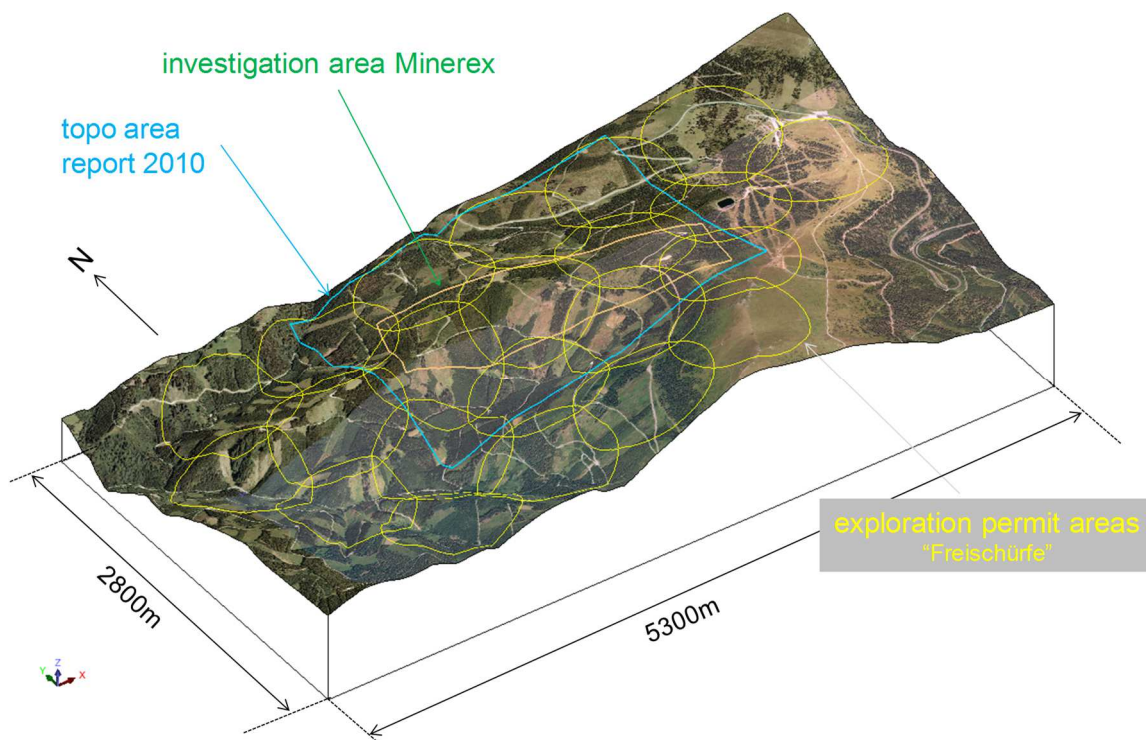 investigation area Minerex
topo area
report 2010
N
exploration permit areas
“Freischürfe”
2800m
5300m
Y
Z
X